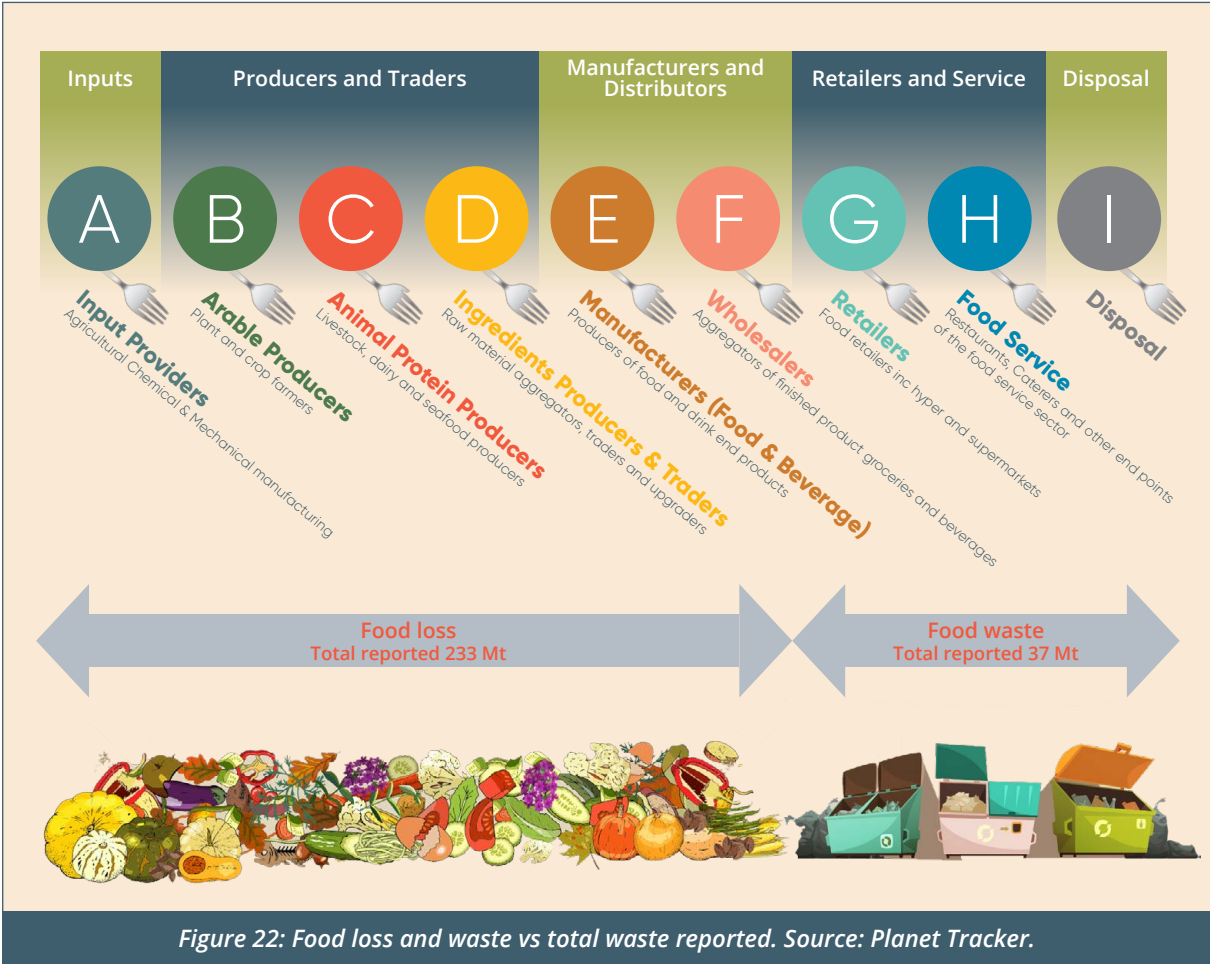 Inputs
Producers and Traders
Manufacturers and
Distributors
Retailers and Service
Disposal
A
B
C
D
E
F
G
H
I
Input Providers
Agricultural Chemical & Mechanical manufacturing
Arable Producers
Plant and crop farmers
Animal Protein Producers
Livestock, dairy and seafood producers
Ingredients Producers & Traders
Raw material aggregators, traders and upgraders
Manufacturers (Food & Beverage)
Producers of food and drink end products
Wholesalers
Aggregators of finished product groceries and beverages
Retailers
Food retailers inc hyper and supermarkets
Food Service
Restaurants, Caterers and other end points
of the food service sector
Disposal
Food loss
Total reported 233 Mt
Food waste
Total reported 37 Mt
Figure 22: Food loss and waste vs total waste reported. Source: Planet Tracker.